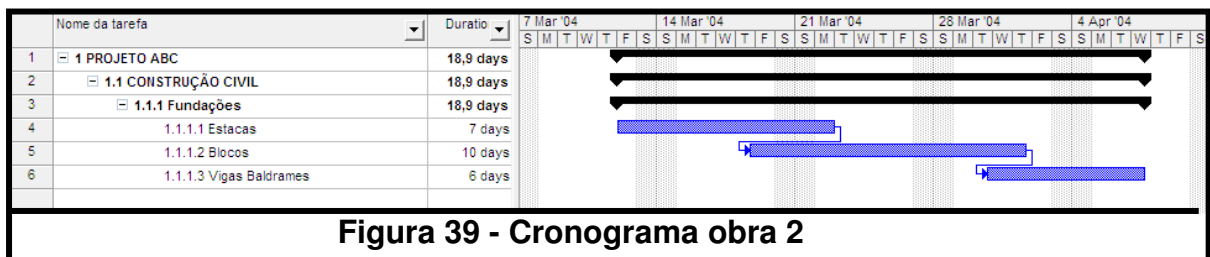 Nome da tarefa Duratio 7 Mar '04 14 Mar '04 21 Mar '04 28 Mar '04 4 Apr '04
S M T W T F S S M T W T F S S M T W T F S S M T W T F S S M T W T F S
1 1 PROJETO ABC 18,9 days
2 1.1 CONSTRUÇÃO CIVIL 18,9 days
3 1.1.1 Fundações 18,9 days
4 1.1.1.1 Estacas 7 days
5 1.1.1.2 Blocos 10 days
6 1.1.1.3 Vigas Baldrames 6 days
Figura 39 - Cronograma obra 2